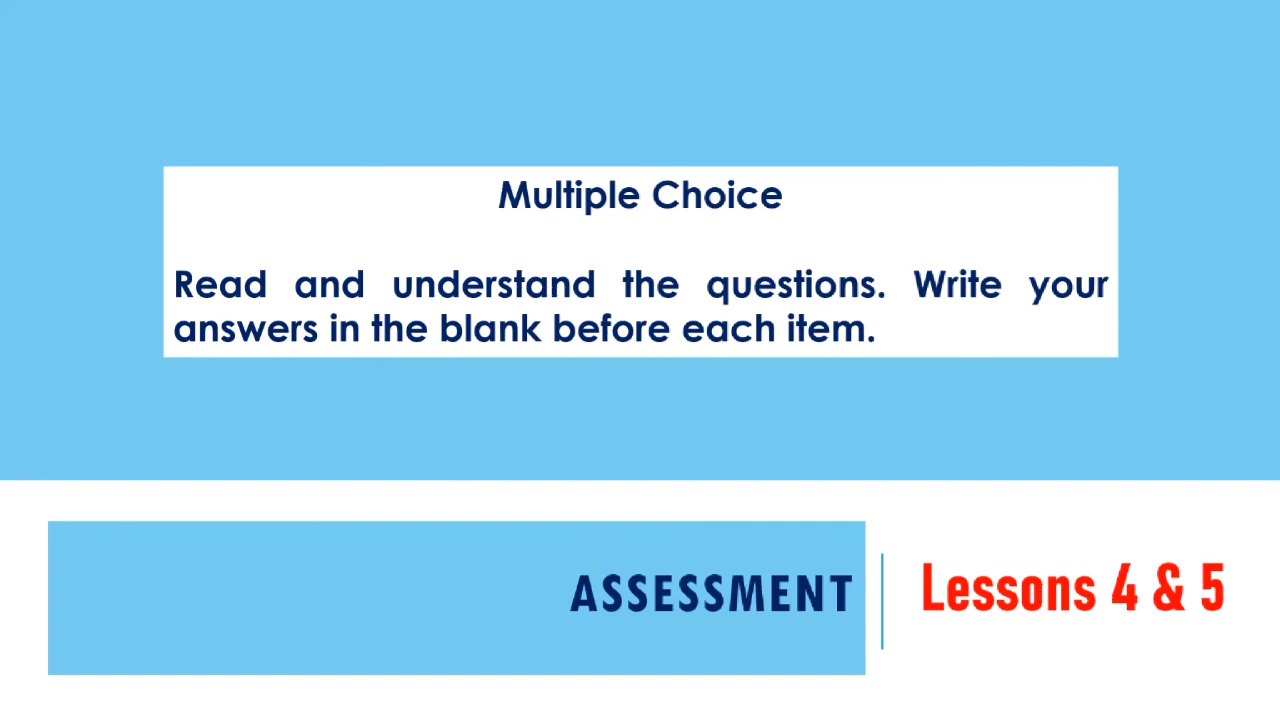 Multiple Choice
Read and understand the questions. Write your
answers in the blank before each item.
ASSESSMENT
Lessons 4 & 5